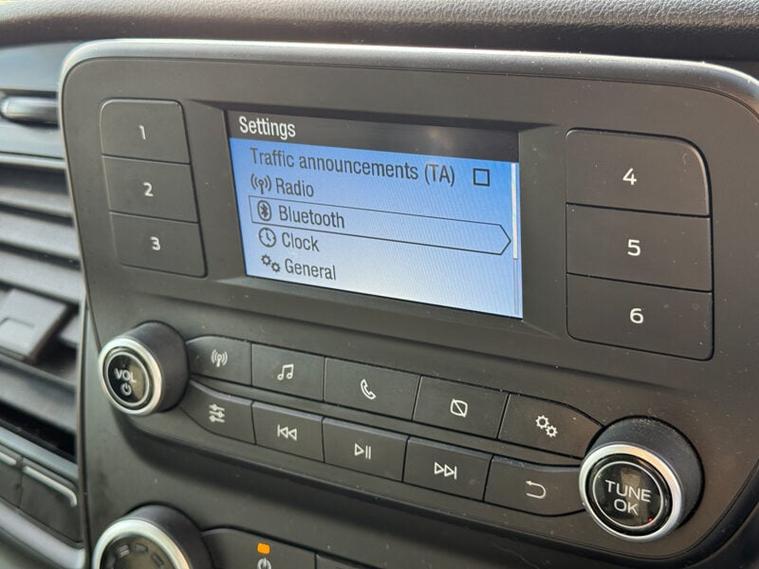 Settings
Traffic announcements (TA)
Radio
Bluetooth
Clock
General
1
2
3
4
5
6
VOL
TUNE
OK